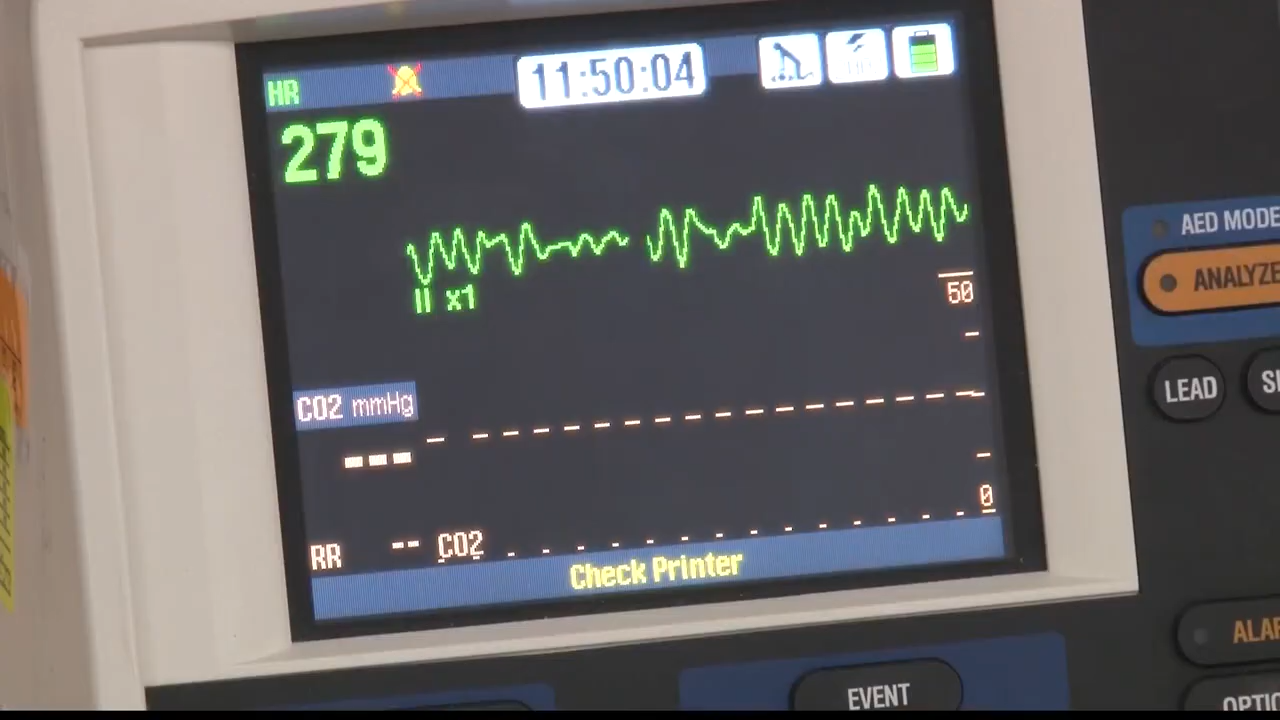 HR
11:50:04
279
II x1
50
CO2 mmHg
---
0
RR -- CO2
Check Printer
AED MODE
ANALYZE
LEAD
EVENT